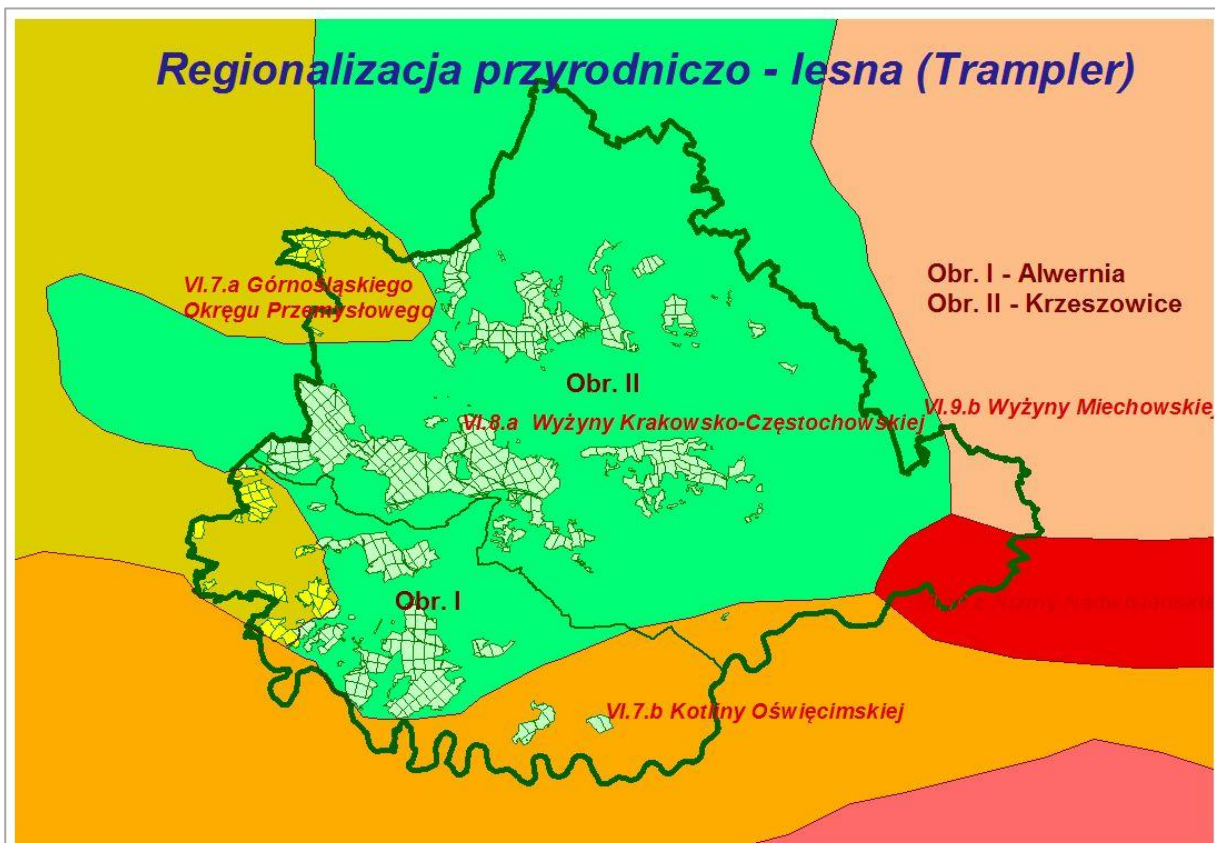 Regionalizacja przyrodniczo - lesna (Trampler)
VI.7.a Górnośląskiego
Okręgu Przemysłowego
Obr. I - Alwernia
Obr. II - Krzeszowice
Obr. II
VI.8.a Wyżyny Krakowsko-Częstochowskiej
VI.9.b Wyżyny Miechowskiej
Obr. I
VI.7.b Kotliny Oświęcimskiej